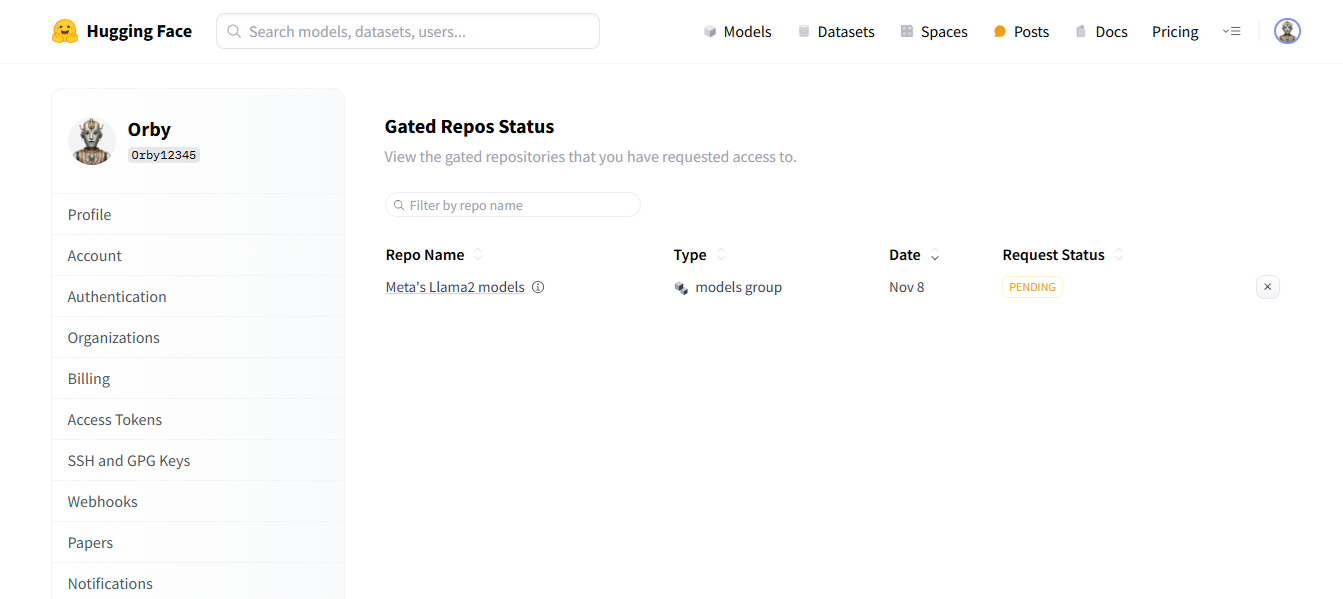 Hugging Face
Search models, datasets, users...
Models
Datasets
Spaces
Posts
Docs
Pricing
Orby
Orby12345
Profile
Account
Authentication
Organizations
Billing
Access Tokens
SSH and GPG Keys
Webhooks
Papers
Notifications
Gated Repos Status
View the gated repositories that you have requested access to.
Filter by repo name
Repo Name Type Date Request Status
Meta's Llama2 models models group Nov 8 PENDING